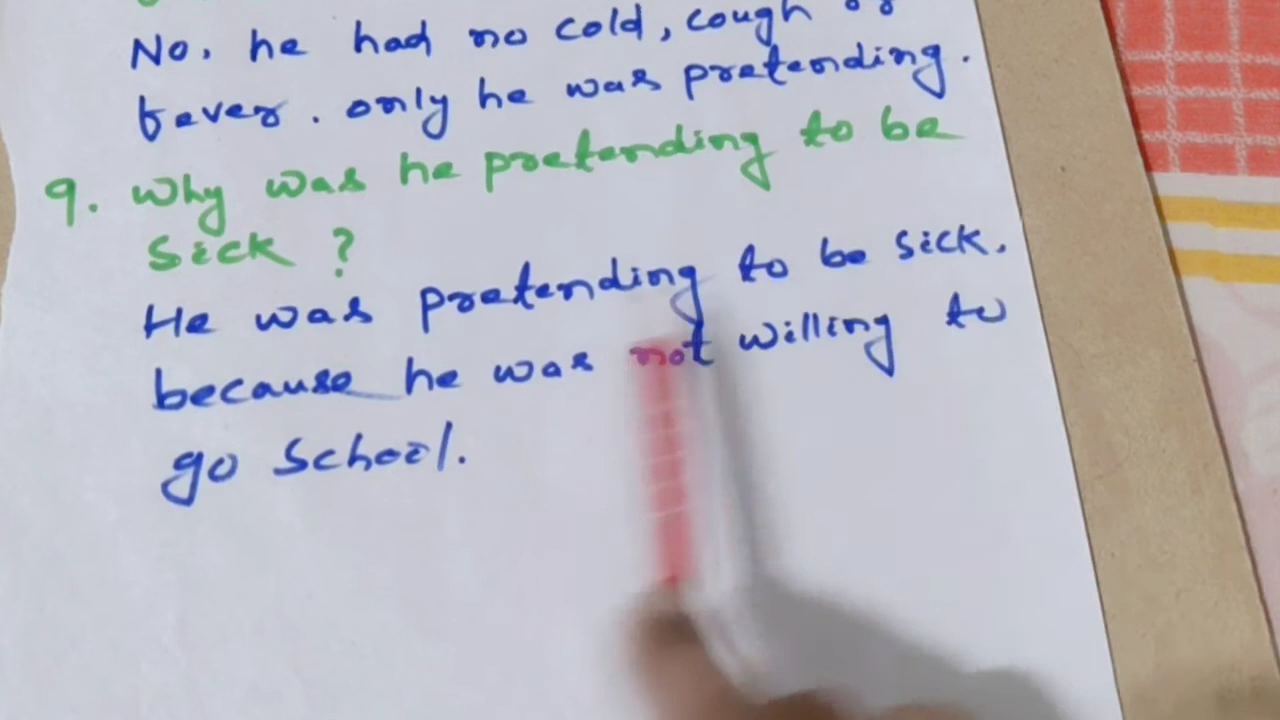 No, he had no cold, cough or
fever. only he was pretending.
9. Why was he pretending to be
sick ?
He was pretending to be sick.
because he was not willing to
go school.